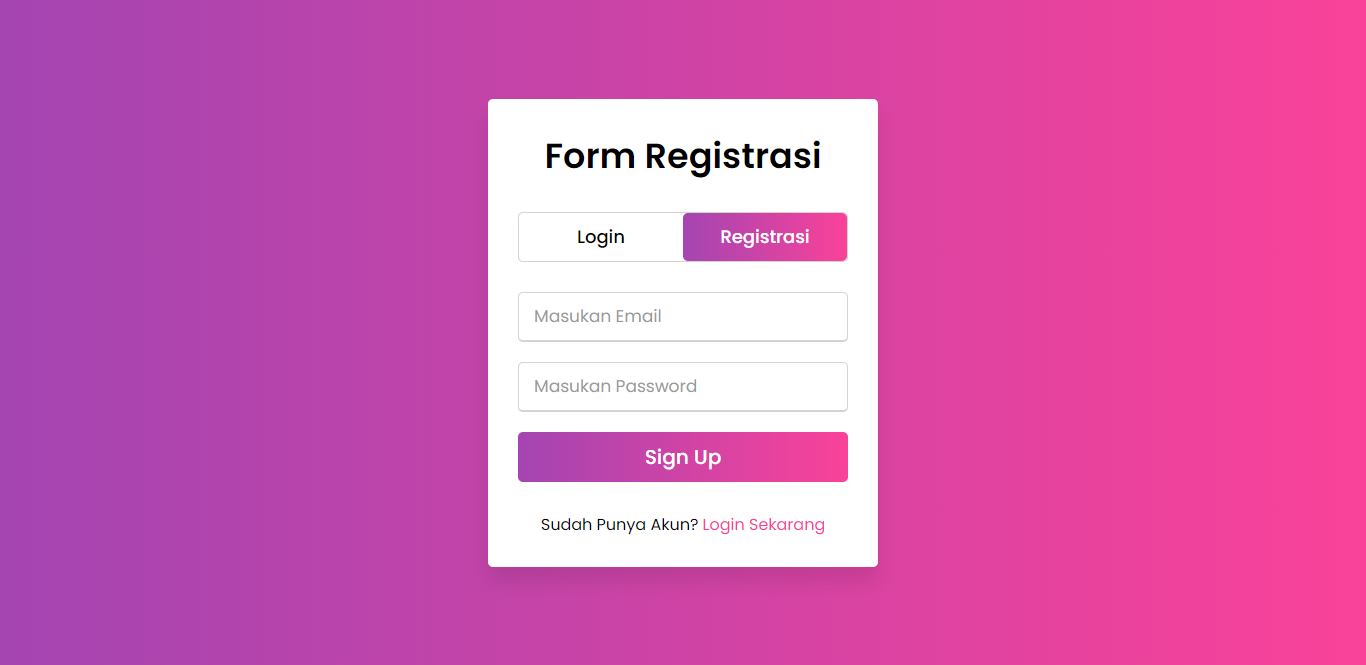 Form Registrasi
Login
Registrasi
Masukan Email
Masukan Password
Sign Up
Sudah Punya Akun? Login Sekarang